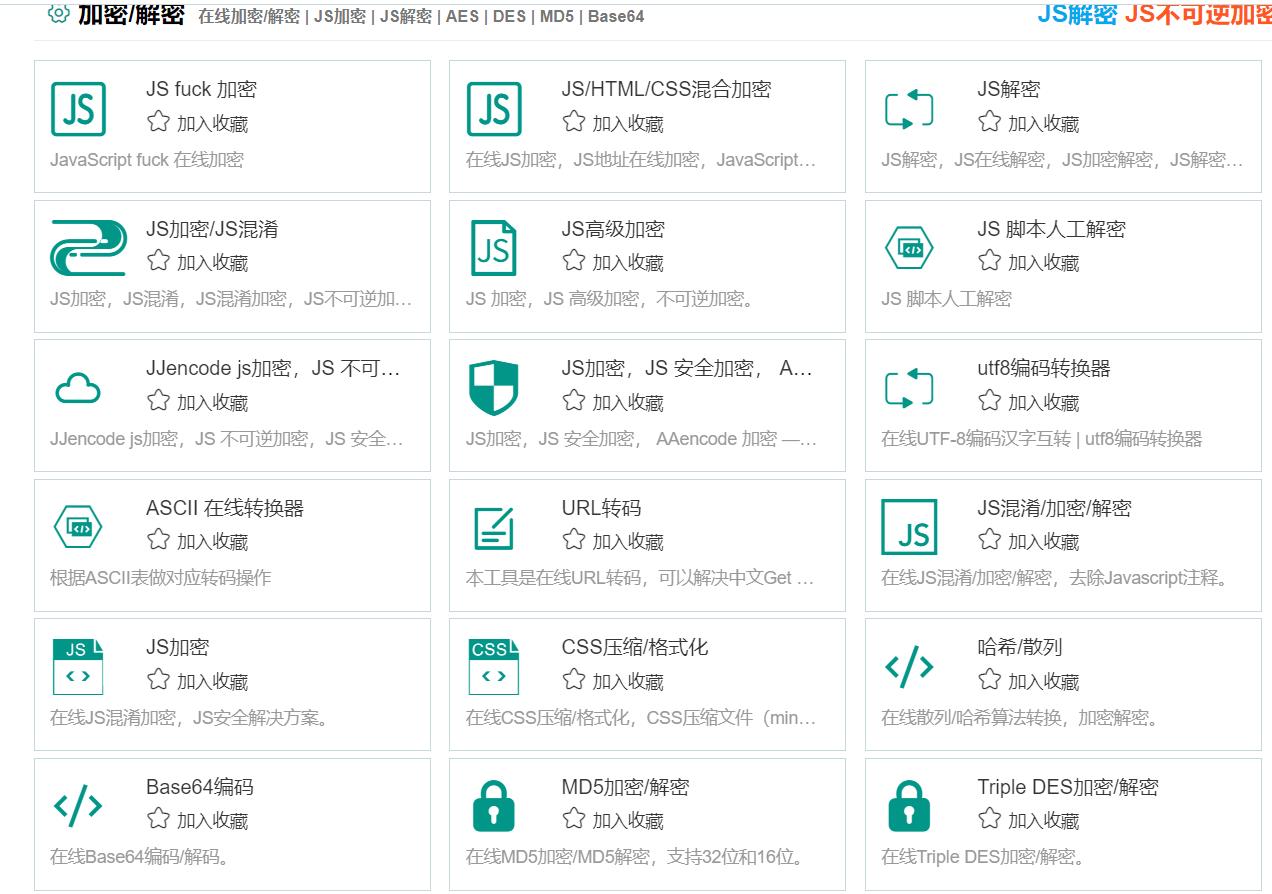 加密/解密 在线加密/解密 | JS加密 | JS解密 | AES | DES | MD5 | Base64 JS解密 JS不可逆加密
JS fuck 加密
加入收藏
JavaScript fuck 在线加密
JS/HTML/CSS混合加密
加入收藏
在线JS加密，JS地址在线加密，JavaScript…
JS解密
加入收藏
JS解密，JS在线解密，JS加密解密，JS解密…
JS加密/JS混淆
加入收藏
JS加密，JS混淆，JS混淆加密，JS不可逆加…
JS高级加密
加入收藏
JS 加密，JS 高级加密，不可逆加密。
JS 脚本人工解密
加入收藏
JS 脚本人工解密
JJencode js加密，JS 不可…
加入收藏
JJencode js加密，JS 不可逆加密，JS 安全…
JS加密，JS 安全加密， A…
加入收藏
JS加密，JS 安全加密， AAencode 加密 —…
utf8编码转换器
加入收藏
在线UTF-8编码汉字互转 | utf8编码转换器
ASCII 在线转换器
加入收藏
根据ASCII表做对应转码操作
URL转码
加入收藏
本工具是在线URL转码，可以解决中文Get …
JS混淆/加密/解密
加入收藏
在线JS混淆/加密/解密，去除Javascript注释。
JS加密
加入收藏
在线JS混淆加密，JS安全解决方案。
CSS压缩/格式化
加入收藏
在线CSS压缩/格式化，CSS压缩文件（min…
哈希/散列
加入收藏
在线散列/哈希算法转换，加密解密。
Base64编码
加入收藏
在线Base64编码/解码。
MD5加密/解密
加入收藏
在线MD5加密/MD5解密，支持32位和16位。
Triple DES加密/解密
加入收藏
在线Triple DES加密/解密。
JS
JS
JS
JS
JS
CSS